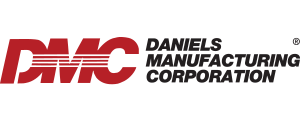 DMC
DANIELS ®
MANUFACTURING
CORPORATION